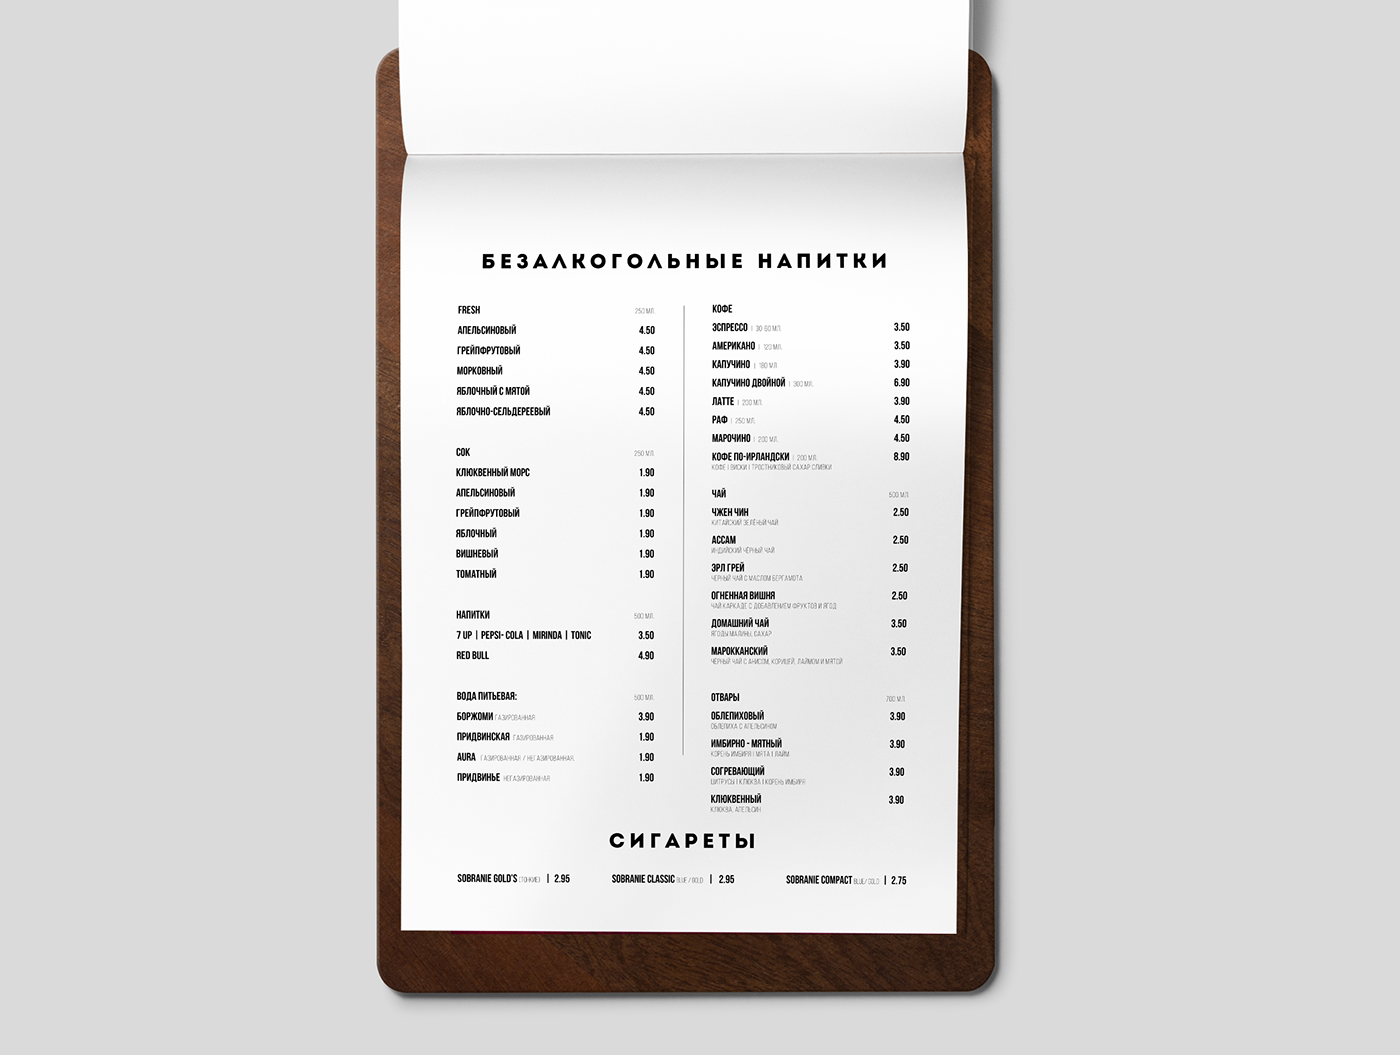 БЕЗАЛКОГОЛЬНЫЕ НАПИТКИ
FRESH 250 МЛ.
АПЕЛЬСИНОВЫЙ 4.50
ГРЕЙПФРУТОВЫЙ 4.50
МОРКОВНЫЙ 4.50
ЯБЛОЧНЫЙ С МЯТОЙ 4.50
ЯБЛОЧНО-СЕЛЬДЕРЕЕВЫЙ 4.50
СОК 250 МЛ.
КЛЮКВЕННЫЙ МОРС 1.90
АПЕЛЬСИНОВЫЙ 1.90
ГРЕЙПФРУТОВЫЙ 1.90
ЯБЛОЧНЫЙ 1.90
ВИШНЕВЫЙ 1.90
ТОМАТНЫЙ 1.90
НАПИТКИ 500 МЛ.
7 UP | PEPSI- COLA | MIRINDA | TONIC 3.50
RED BULL 4.90
ВОДА ПИТЬЕВАЯ: 500 МЛ.
БОРЖОМИ ГАЗИРОВАННАЯ 3.90
ПРИДВИНСКАЯ ГАЗИРОВАННАЯ 1.90
AURA ГАЗИРОВАННАЯ / НЕГАЗИРОВАННАЯ 1.90
ПРИДВИНЬЕ НЕГАЗИРОВАННАЯ 1.90
КОФЕ
ЭСПРЕССО | 30 60 МЛ. 3.50
АМЕРИКАНО | 120 МЛ. 3.50
КАПУЧИНО | 180 МЛ. 3.90
КАПУЧИНО ДВОЙНОЙ | 300 МЛ. 6.90
ЛАТТЕ | 200 МЛ. 3.90
РАФ | 250 МЛ. 4.50
МАРОЧИНО | 200 МЛ. 4.50
КОФЕ ПО-ИРЛАНДСКИ | 200 МЛ. 8.90
КОФЕ | ВИСКИ | ТРОСТНИКОВЫЙ САХАР СЛИВКИ
ЧАЙ 500 МЛ.
ЧЖЕН ЧИН 2.50
КИТАЙСКИЙ ЗЕЛЁНЫЙ ЧАЙ
АССАМ 2.50
ИНДИЙСКИЙ ЧЁРНЫЙ ЧАЙ
ЭРЛ ГРЕЙ 2.50
ЧЕРНЫЙ ЧАЙ С МАСЛОМ БЕРГАМОТА
ОГНЕННАЯ ВИШНЯ 2.50
ЧАЙ КАРКАДЕ С ДОБАВЛЕНИЕМ ФРУКТОВ И ЯГОД
ДОМАШНИЙ ЧАЙ 3.50
ЯГОДЫ МАЛИНЫ, САХАР
МАРОККАНСКИЙ 3.50
ЧЕРНЫЙ ЧАЙ С АНИСОМ, КОРИЦЕЙ, ЛАЙМОМ И МЯТОЙ
ОТВАРЫ 700 МЛ.
ОБЛЕПИХОВЫЙ 3.90
ОБЛЕПИХА С АПЕЛЬСИНОМ
ИМБИРНО - МЯТНЫЙ 3.90
КОРЕНЬ ИМБИРЯ | МЯТА | ЛАЙМ
СОГРЕВАЮЩИЙ 3.90
ЦИТРУСЫ | КЛЮКВА | КОРЕНЬ ИМБИРЯ
КЛЮКВЕННЫЙ 3.90
КЛЮКВА, АПЕЛЬСИН
СИГАРЕТЫ
SOBRANIE GOLD'S (ТОНКИЕ) | 2.95 SOBRANIE CLASSIC BLUE / GOLD | 2.95 SOBRANIE COMPACT BLUE/ GOLD | 2.75